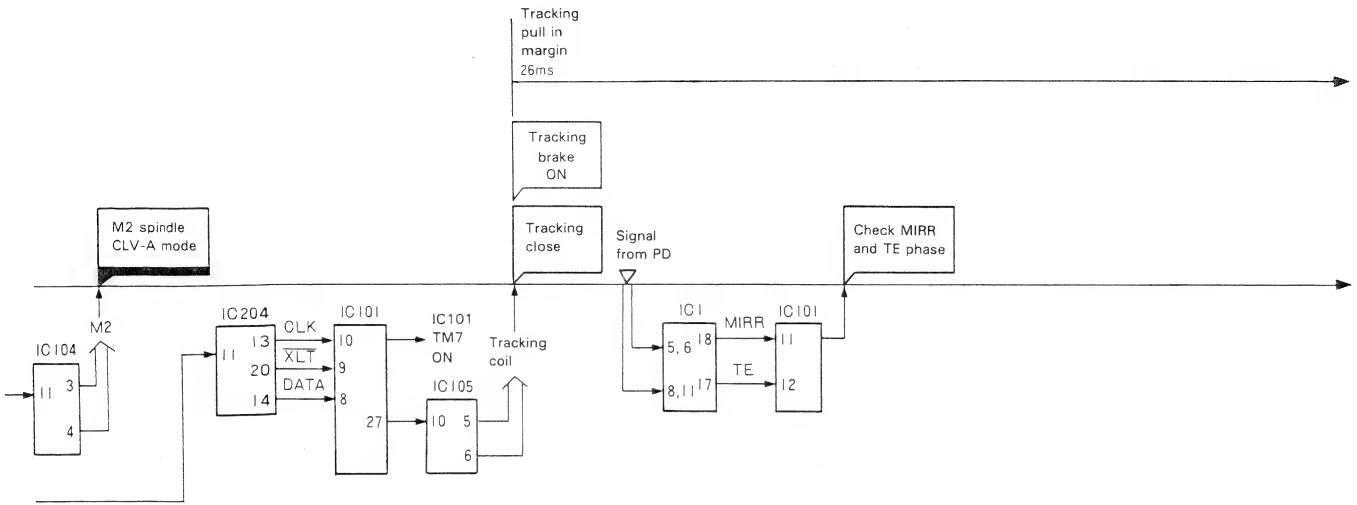 Tracking
pull in
margin
26ms
Tracking
brake
ON
M2 spindle
CLV-A mode
Tracking
close
Signal
from PD
Check MIRR
and TE phase
M2
IC104
11 3
4
IC204
11 13 CLK
20 XLT
14 DATA
IC101
10
9
8
27
IC101
TM7
ON
Tracking
coil
IC105
10 5
6
IC1
5, 6 18 MIRR
8, 11 17 TE
IC101
11
12